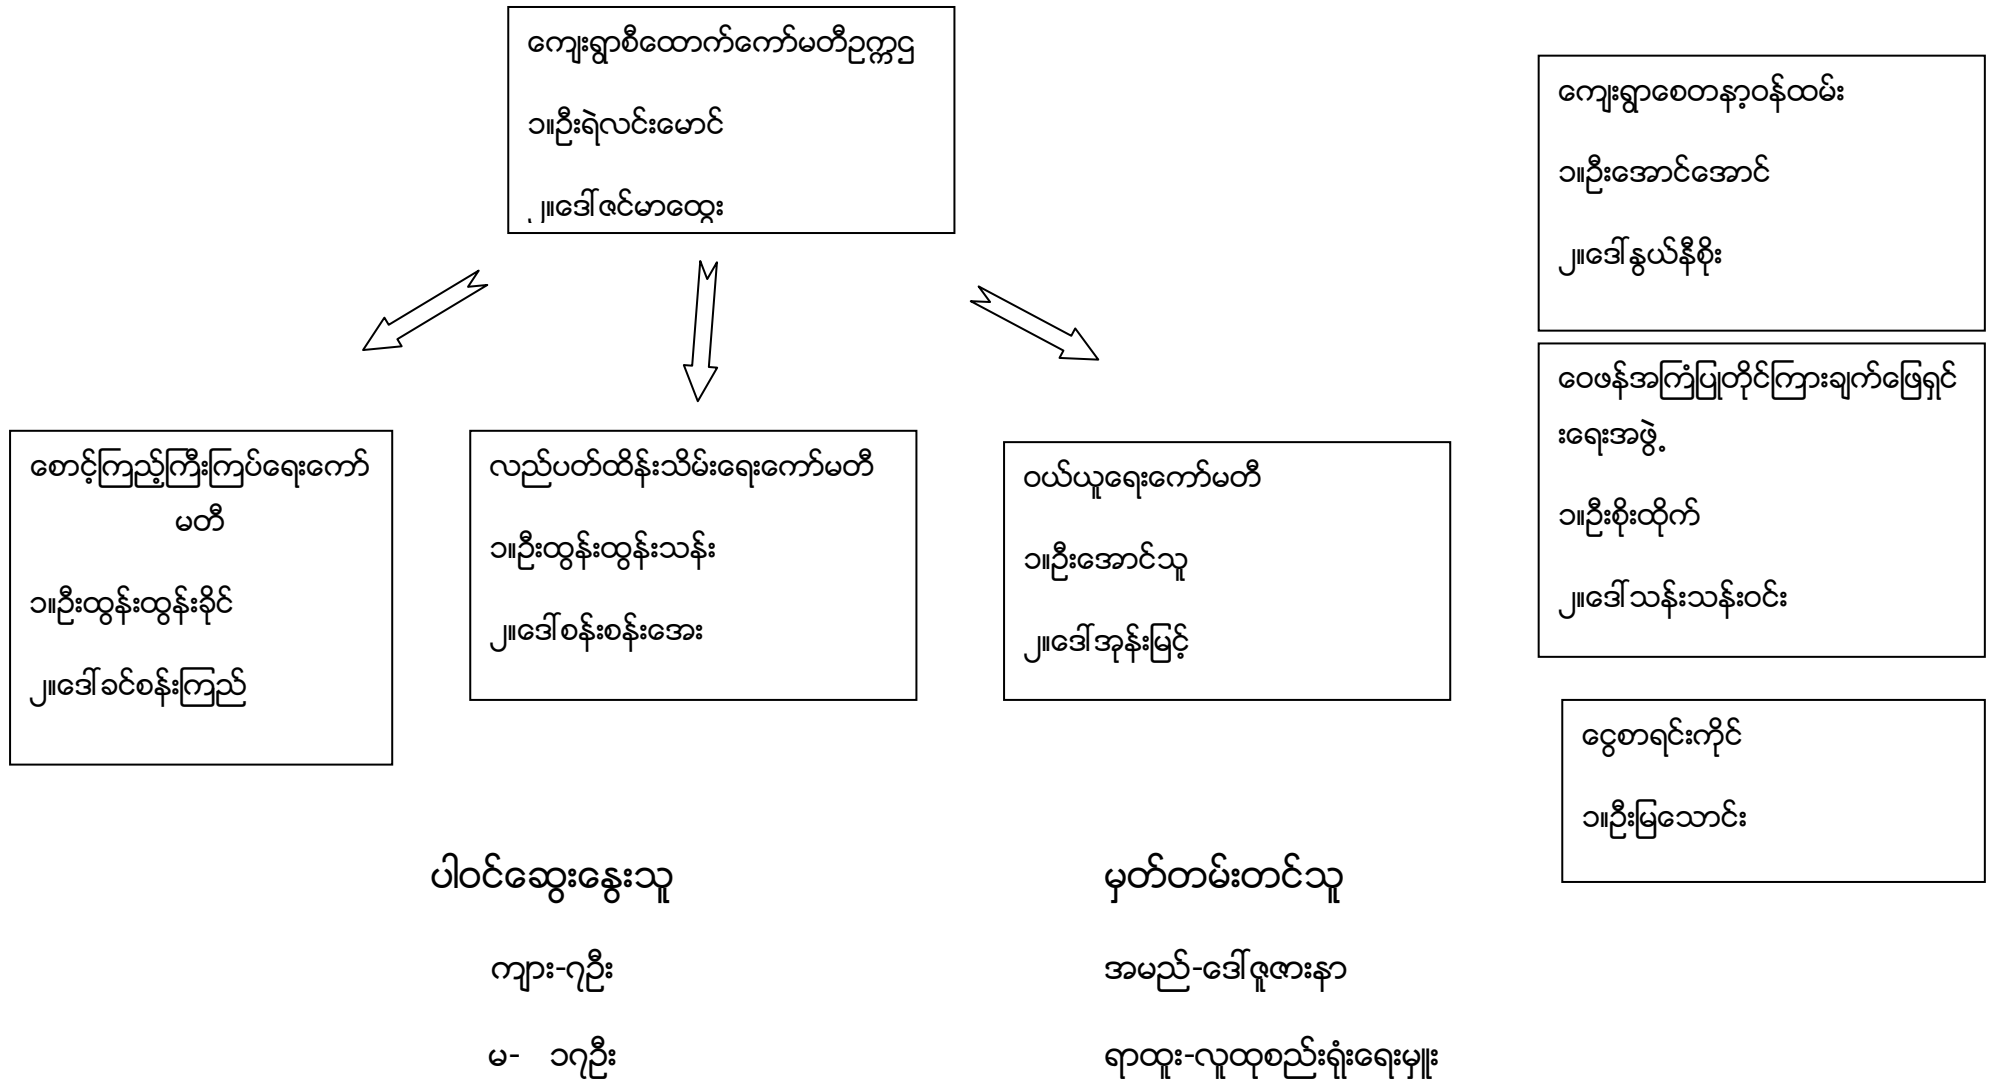 ကျေးရွာစီထောက်ကော်မတီဥက္ကဌ
၁။ဦးရဲလင်းမောင်
၂။ဒေါ်ဇင်မာထွေး
ကျေးရွာစေတနာ့ဝန်ထမ်း
၁။ဦးအောင်အောင်
၂။ဒေါ်နွယ်နီစိုး
ဝေဖန်အကြံပြုတိုင်ကြားချက်ဖြေရှင်
းရေးအဖွဲ့
၁။ဦးစိုးထိုက်
၂။ဒေါ်သန်းသန်းဝင်း
စောင့်ကြည့်ကြီးကြပ်ရေးကော်
မတီ
၁။ဦးထွန်းထွန်းခိုင်
၂။ဒေါ်ခင်စန်းကြည်
လည်ပတ်ထိန်းသိမ်းရေးကော်မတီ
၁။ဦးထွန်းထွန်းသန်း
၂။ဒေါ်စန်းစန်းအေး
ဝယ်ယူရေးကော်မတီ
၁။ဦးအောင်သူ
၂။ဒေါ်အုန်းမြင့်
ငွေစာရင်းကိုင်
၁။ဦးမြသောင်း
ပါဝင်ဆွေးနွေးသူ
ကျား-၇ဦး
မ- ၁၇ဦး
မှတ်တမ်းတင်သူ
အမည်-ဒေါ်ဇူဇားနာ
ရာထူး-လူထုစည်းရုံးရေးမှူး